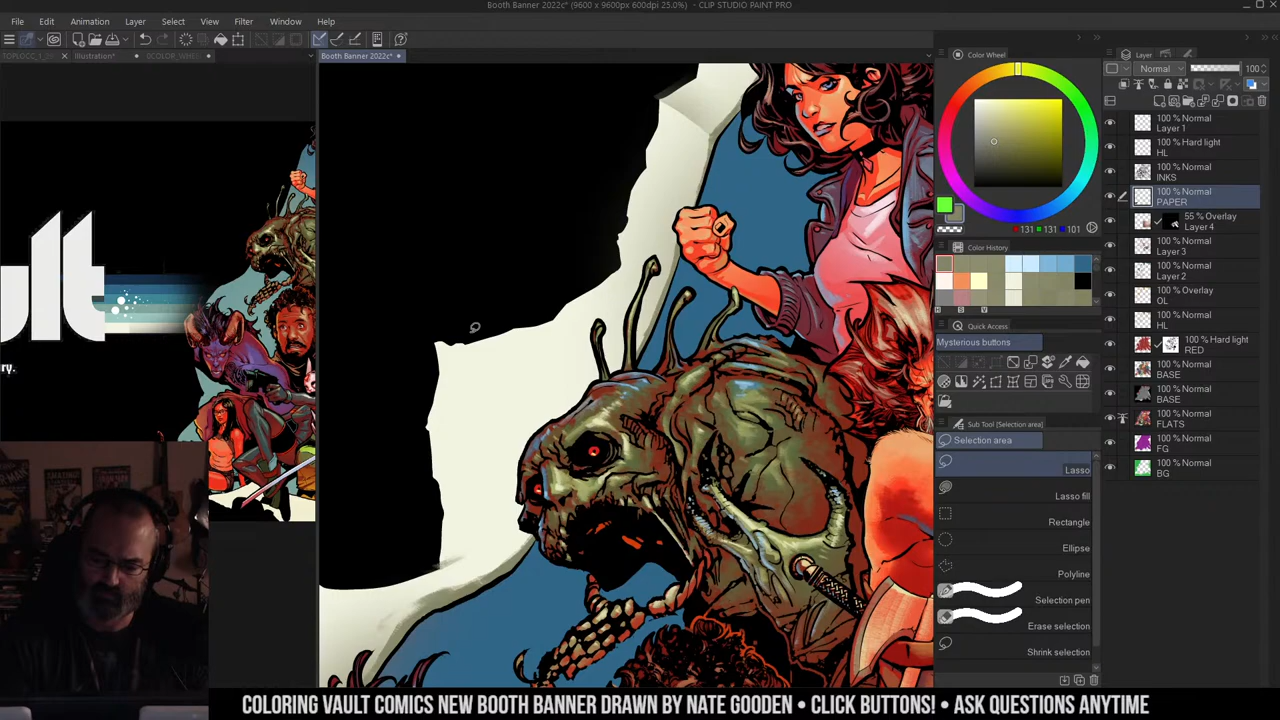 Booth Banner 2022c* (9600 x 9600px 600dpi 25.0%) - CLIP STUDIO PAINT PRO
File Edit Animation Layer Select View Filter Window Help
Illustration* Booth Banner 2022c*
Color Wheel
131 131 101
Color History
H S V
Quick Access
Mysterious buttons
Sub Tool [Selection area]
Selection area
Lasso
Lasso fill
Rectangle
Ellipse
Polyline
Selection pen
Erase selection
Shrink selection
Layer
Normal 100
100 % Normal
Layer 1
100 % Hard light
HL
100 % Normal
INKS
100 % Normal
PAPER
55 % Overlay
Layer 4
100 % Normal
Layer 3
100 % Normal
Layer 2
100 % Overlay
OL
100 % Normal
HL
100 % Hard light
RED
100 % Normal
BASE
100 % Normal
BASE
100 % Normal
FLATS
100 % Normal
FG
100 % Normal
BG
ult
ry.
COLORING VAULT COMICS NEW BOOTH BANNER DRAWN BY NATE GOODEN • CLICK BUTTONS! • ASK QUESTIONS ANYTIME